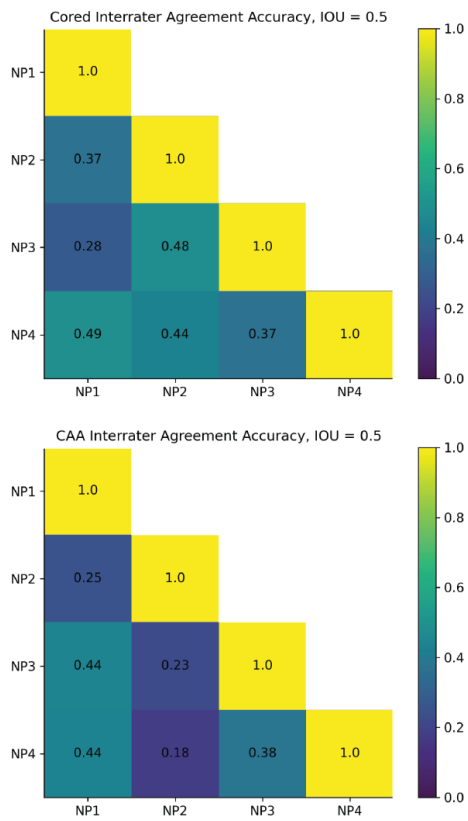 Cored Interrater Agreement Accuracy, IOU = 0.5
1.0
NP1
1.0
0.37
1.0
NP2
0.8
0.6
0.28
0.48
1.0
NP3
0.4
0.2
0.49
0.44
0.37
1.0
NP4
0.0
NP1
NP2
NP3
NP4
CAA Interrater Agreement Accuracy, IOU = 0.5
1.0
NP1
1.0
0.25
1.0
NP2
0.8
0.6
0.44
0.23
1.0
NP3
0.4
0.2
0.44
0.18
0.38
1.0
NP4
0.0
NP1
NP2
NP3
NP4